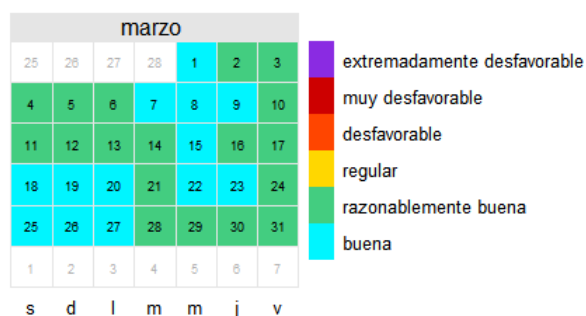 marzo
25 26 27 28 1 2 3
4 5 6 7 8 9 10
11 12 13 14 15 16 17
18 19 20 21 22 23 24
25 26 27 28 29 30 31
1 2 3 4 5 6 7
s d l m m j v
extremadamente desfavorable
muy desfavorable
desfavorable
regular
razonablemente buena
buena